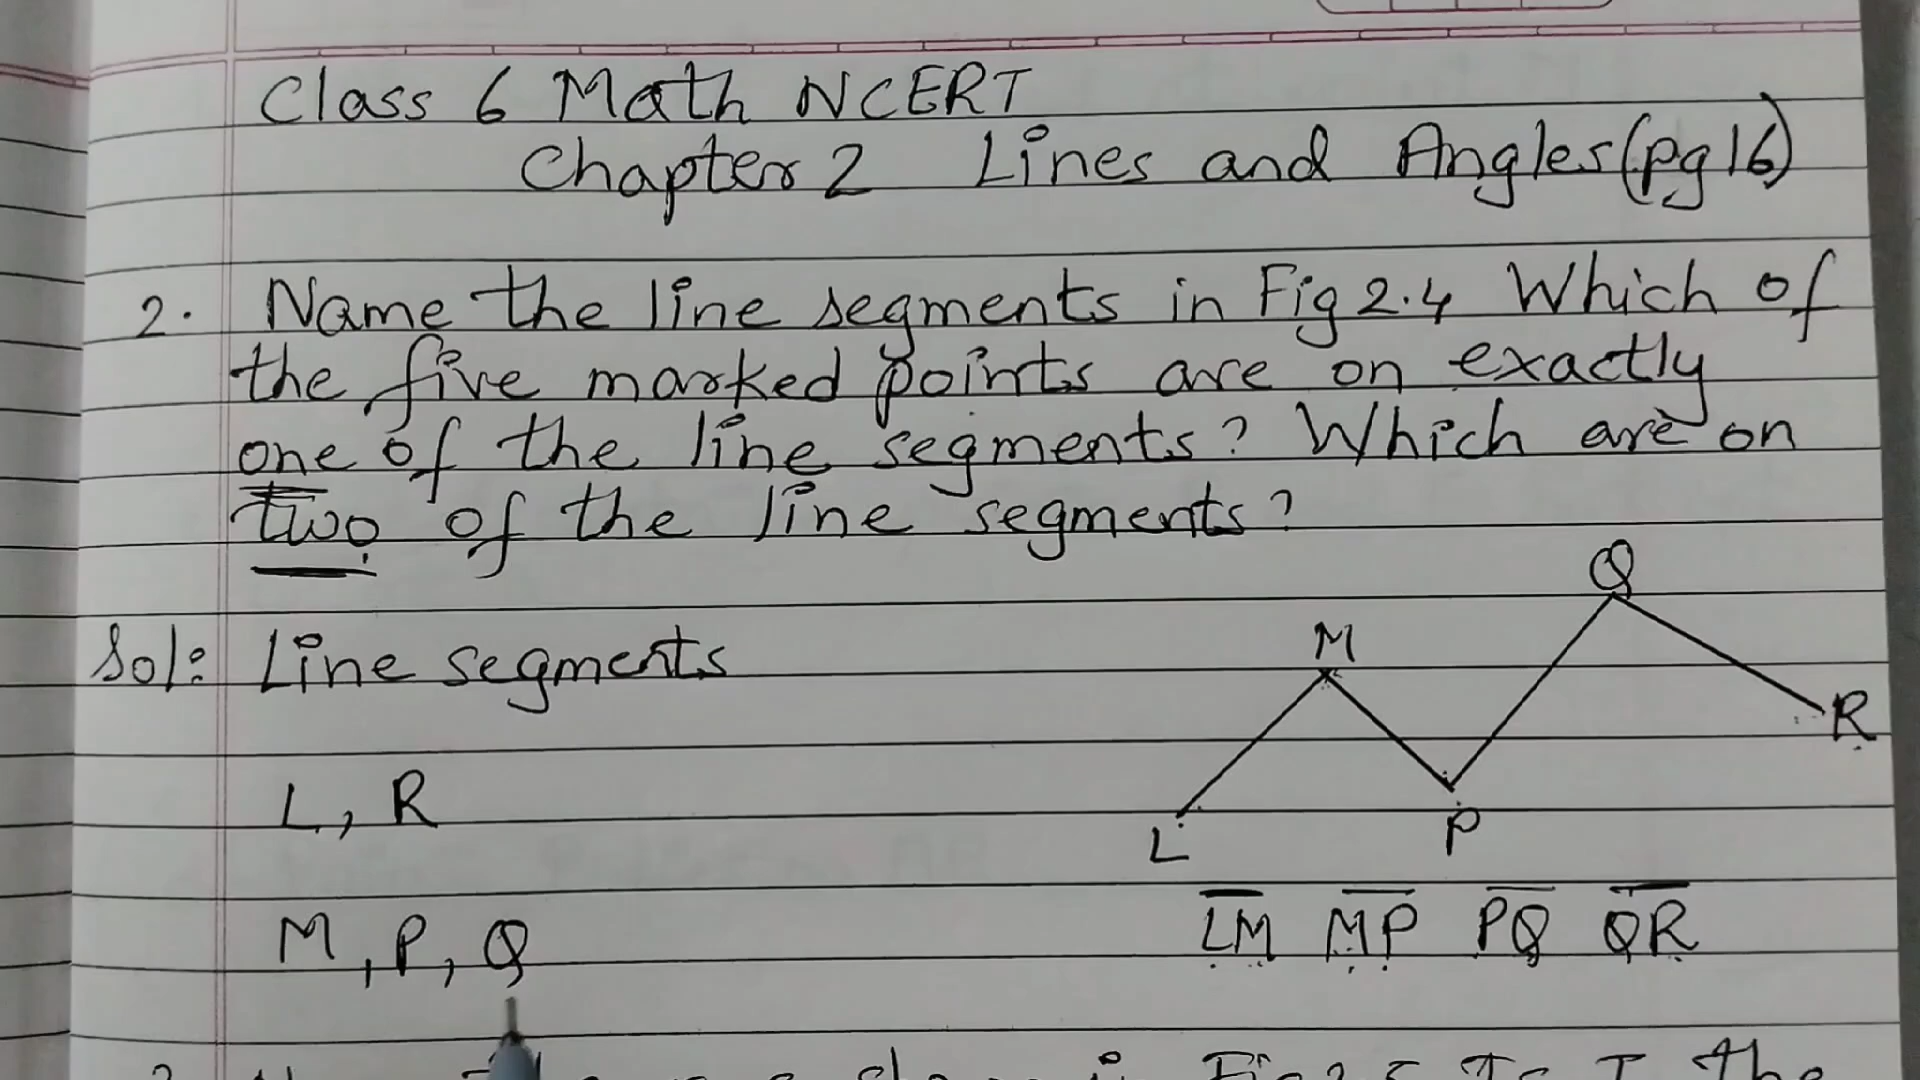 Class 6 Math NCERT
Chapter 2 Lines and Angles (pg 16)
2. Name the line segments in Fig 2.4 Which of
the five marked points are on exactly
one of the line segments? Which are on
two of the line segments?
Sol: Line segments
Q
M
R
L, R
L
P
LM MP PQ QR
M, P, Q
the